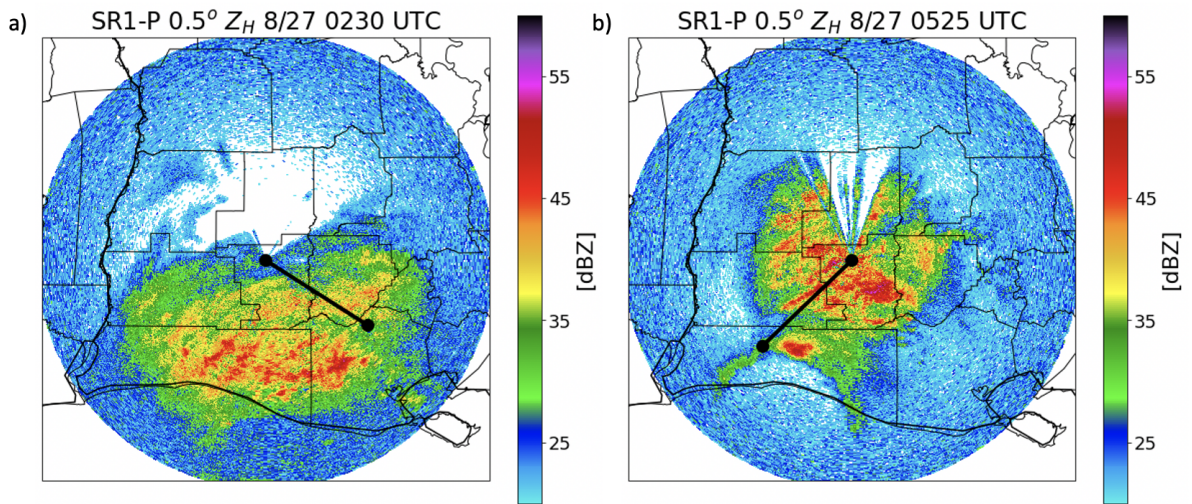 a)
SR1-P 0.5° Z_H 8/27 0230 UTC
55
45
35
25
[dBZ]
b)
SR1-P 0.5° Z_H 8/27 0525 UTC
55
45
35
25
[dBZ]